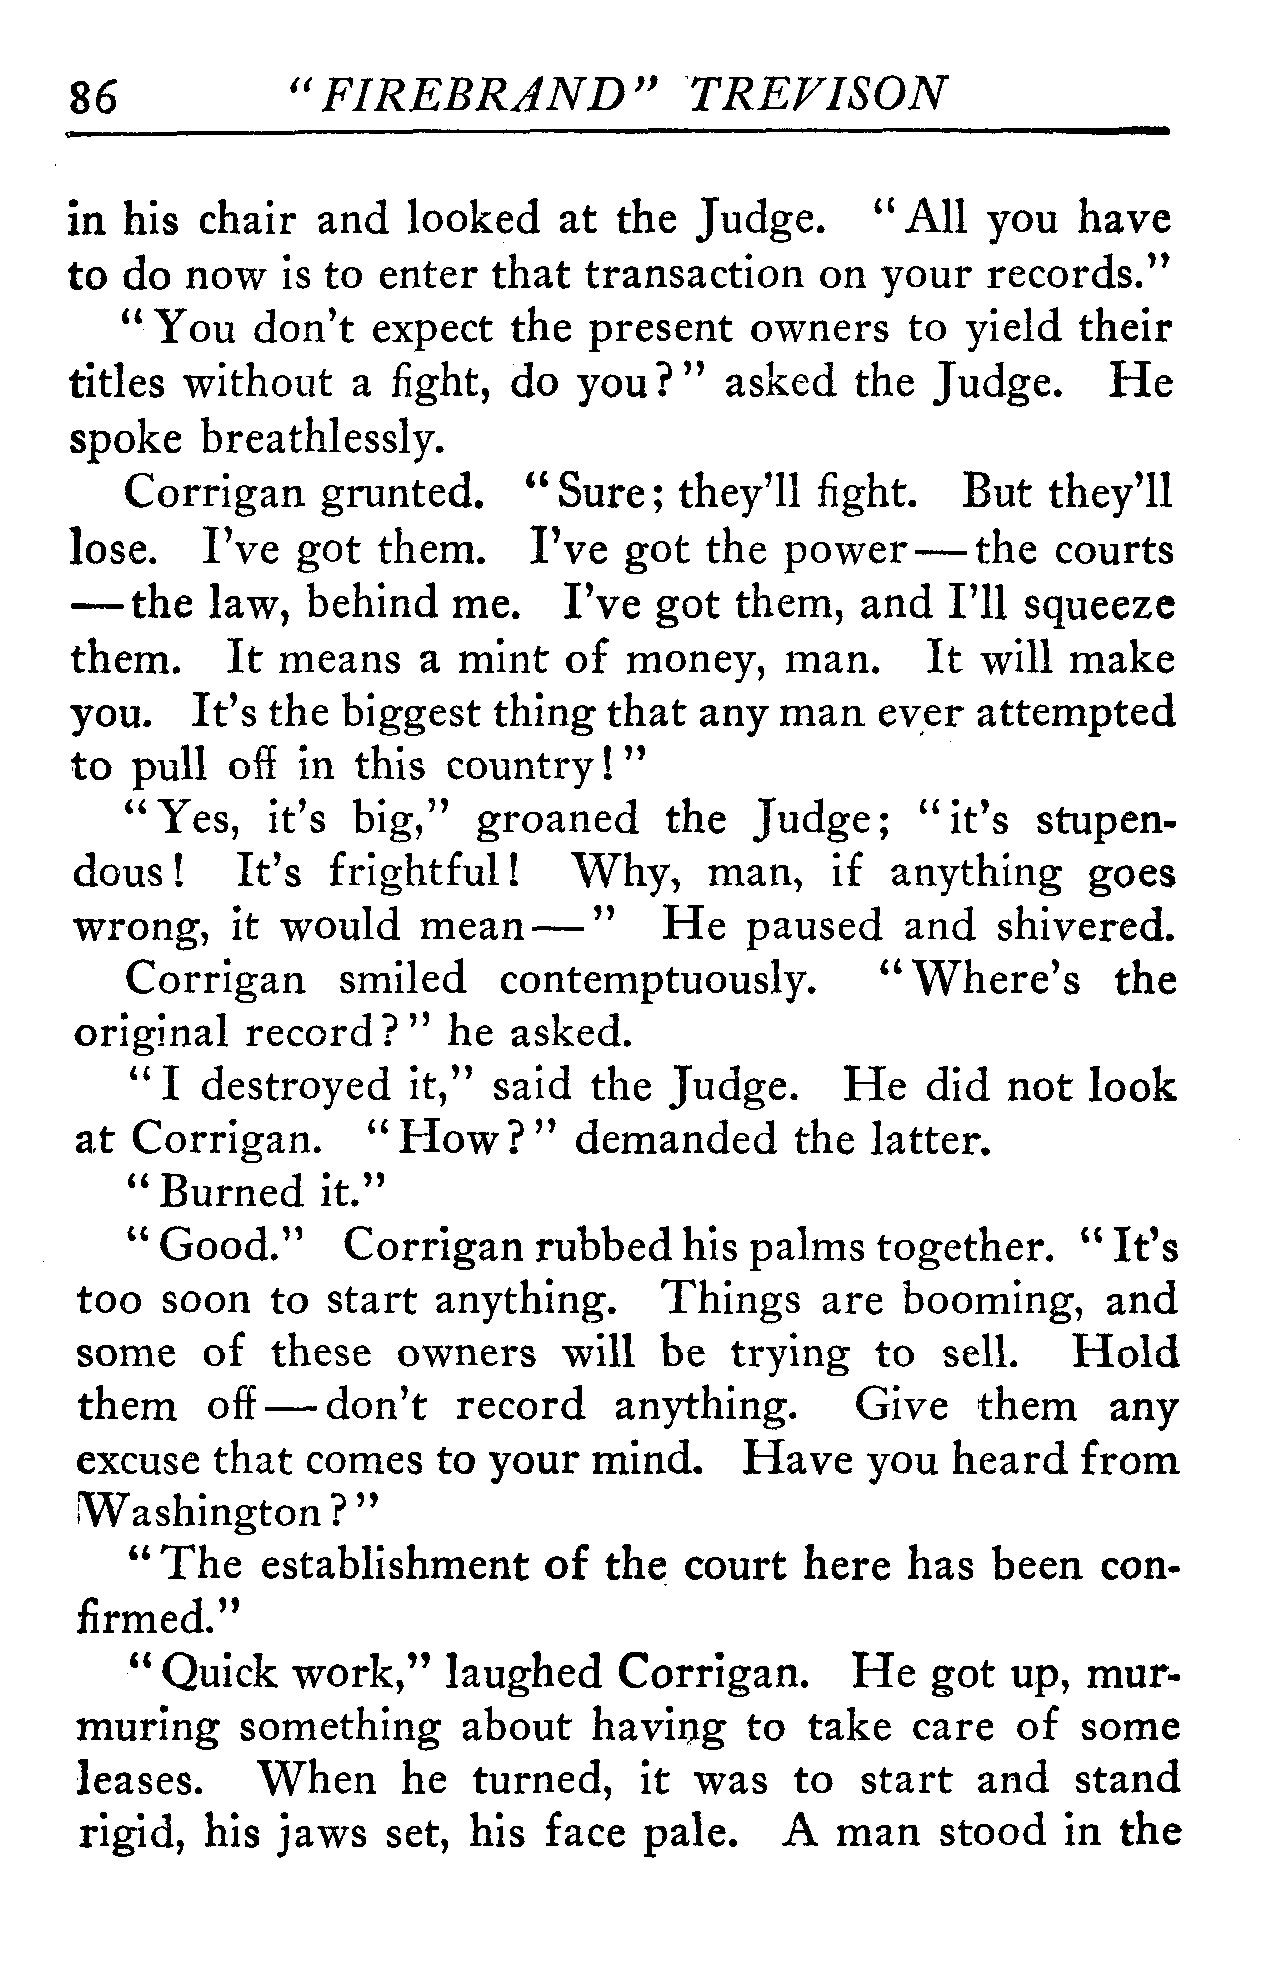 86 "FIREBRAND" TREVISON
in his chair and looked at the Judge. "All you have
to do now is to enter that transaction on your records."
"You don't expect the present owners to yield their
titles without a fight, do you?" asked the Judge. He
spoke breathlessly.
Corrigan grunted. "Sure; they'll fight. But they'll
lose. I've got them. I've got the power—the courts
—the law, behind me. I've got them, and I'll squeeze
them. It means a mint of money, man. It will make
you. It's the biggest thing that any man ever attempted
to pull off in this country!"
"Yes, it's big," groaned the Judge; "it's stupen-
dous! It's frightful! Why, man, if anything goes
wrong, it would mean—" He paused and shivered.
Corrigan smiled contemptuously. "Where's the
original record?" he asked.
"I destroyed it," said the Judge. He did not look
at Corrigan. "How?" demanded the latter.
"Burned it."
"Good." Corrigan rubbed his palms together. "It's
too soon to start anything. Things are booming, and
some of these owners will be trying to sell. Hold
them off—don't record anything. Give them any
excuse that comes to your mind. Have you heard from
Washington?"
"The establishment of the court here has been con-
firmed."
"Quick work," laughed Corrigan. He got up, mur-
muring something about having to take care of some
leases. When he turned, it was to start and stand
rigid, his jaws set, his face pale. A man stood in the